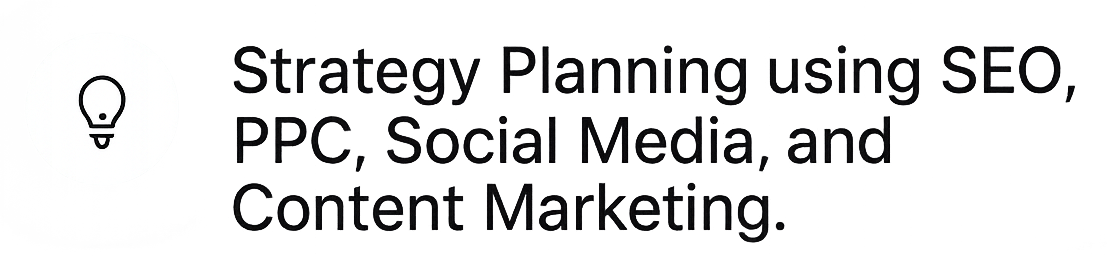 Strategy Planning using SEO,
PPC, Social Media, and
Content Marketing.